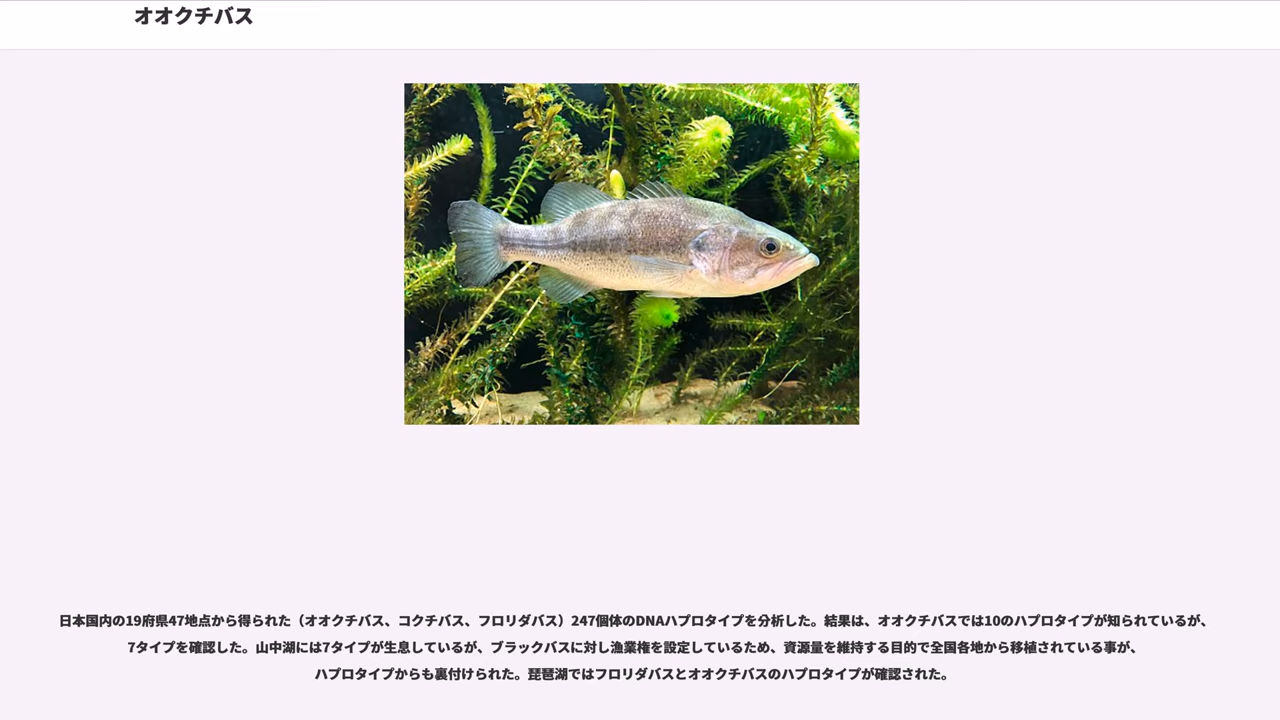 オオクチバス
日本国内の19府県47地点から得られた（オオクチバス、コクチバス、フロリダバス）247個体のDNAハプロタイプを分析した。結果は、オオクチバスでは10のハプロタイプが知られているが、
7タイプを確認した。山中湖には7タイプが生息しているが、ブラックバスに対し漁業権を設定しているため、資源量を維持する目的で全国各地から移植されている事が、
ハプロタイプからも裏付けられた。琵琶湖ではフロリダバスとオオクチバスのハプロタイプが確認された。